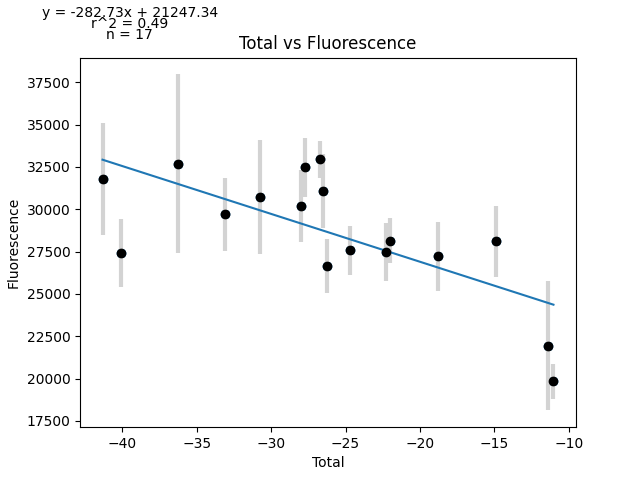 y = -282.73x + 21247.34
r^2 = 0.49
n = 17
Total vs Fluorescence
37500
35000
32500
30000
27500
25000
22500
20000
17500
Fluorescence
−40
−35
−30
−25
−20
−15
−10
Total